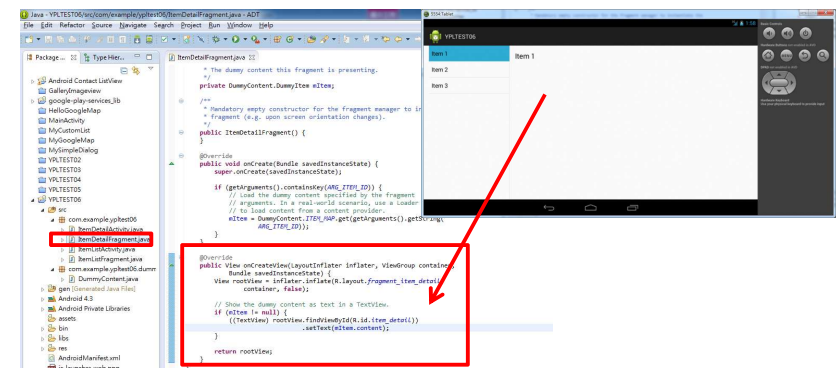 Java - YPLTEST06/src/com/example/ypltest06/ItemDetailFragment.java - ADT
File Edit Refactor Source Navigate Search Project Run Window Help
Package ...
Type Hier...
Android Contact ListView
GalleryImageview
google-play-services_lib
HelloGoogleMap
MainActivity
MyCustomList
MyGoogleMap
MySimpleDialog
YPLTEST02
YPLTEST03
YPLTEST04
YPLTEST05
YPLTEST06
src
com.example.ypltest06
ItemDetailActivity.java
ItemDetailFragment.java
ItemListActivity.java
ItemListFragment.java
com.example.ypltest06.dumm
DummyContent.java
gen [Generated Java Files]
Android 4.3
Android Private Libraries
assets
bin
libs
res
AndroidManifest.xml
ic_launcher-web.png
ItemDetailFragment.java
* The dummy content this fragment is presenting.
*/
private DummyContent.DummyItem mItem;
/**
* Mandatory empty constructor for the fragment manager to in
* fragment (e.g. upon screen orientation changes).
*/
public ItemDetailFragment() {
}
@Override
public void onCreate(Bundle savedInstanceState) {
super.onCreate(savedInstanceState);
if (getArguments().containsKey(ARG_ITEM_ID)) {
// Load the dummy content specified by the fragment
// arguments. In a real-world scenario, use a Loader
// to load content from a content provider.
mItem = DummyContent.ITEM_MAP.get(getArguments().getString(
ARG_ITEM_ID));
}
}
@Override
public View onCreateView(LayoutInflater inflater, ViewGroup container,
Bundle savedInstanceState) {
View rootView = inflater.inflate(R.layout.fragment_item_detail
container, false);
// Show the dummy content as text in a TextView.
if (mItem != null) {
((TextView) rootView.findViewById(R.id.item_detail))
.setText(mItem.content);
}
return rootView;
}
5554:Tablet
YPLTEST06
Item 1
Item 2
Item 3
Item 1